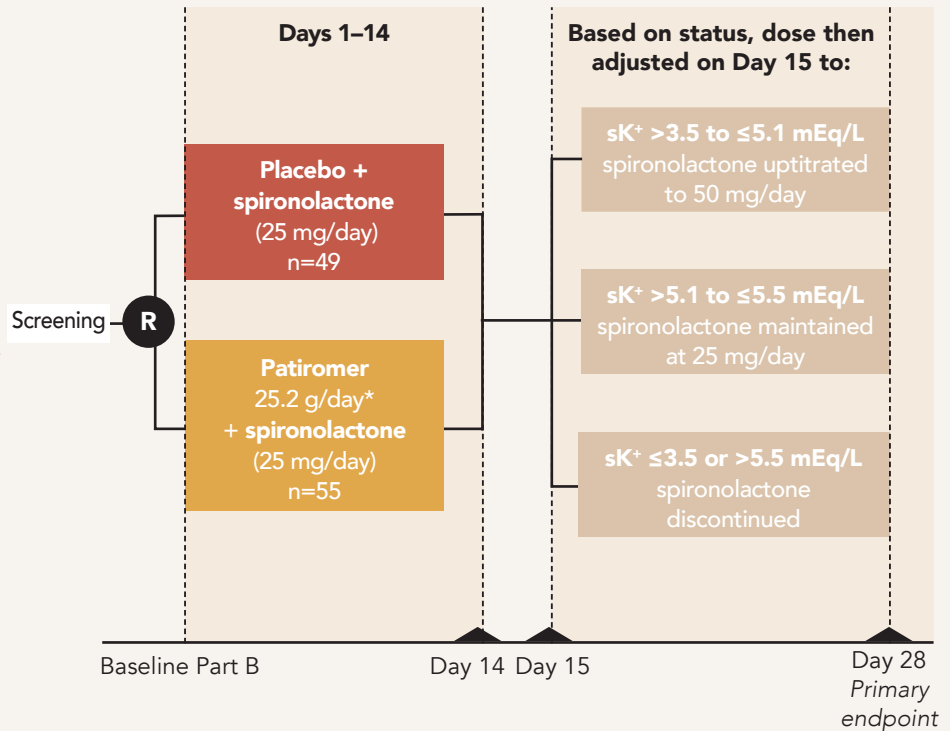 Days 1–14
Based on status, dose then
adjusted on Day 15 to:
Placebo +
spironolactone
(25 mg/day)
n=49
sK⁺ >3.5 to ≤5.1 mEq/L
spironolactone uptitrated
to 50 mg/day
Screening
R
sK⁺ >5.1 to ≤5.5 mEq/L
spironolactone maintained
at 25 mg/day
Patiromer
25.2 g/day*
+ spironolactone
(25 mg/day)
n=55
sK⁺ ≤3.5 or >5.5 mEq/L
spironolactone
discontinued
Baseline Part B
Day 14
Day 15
Day 28
Primary
endpoint